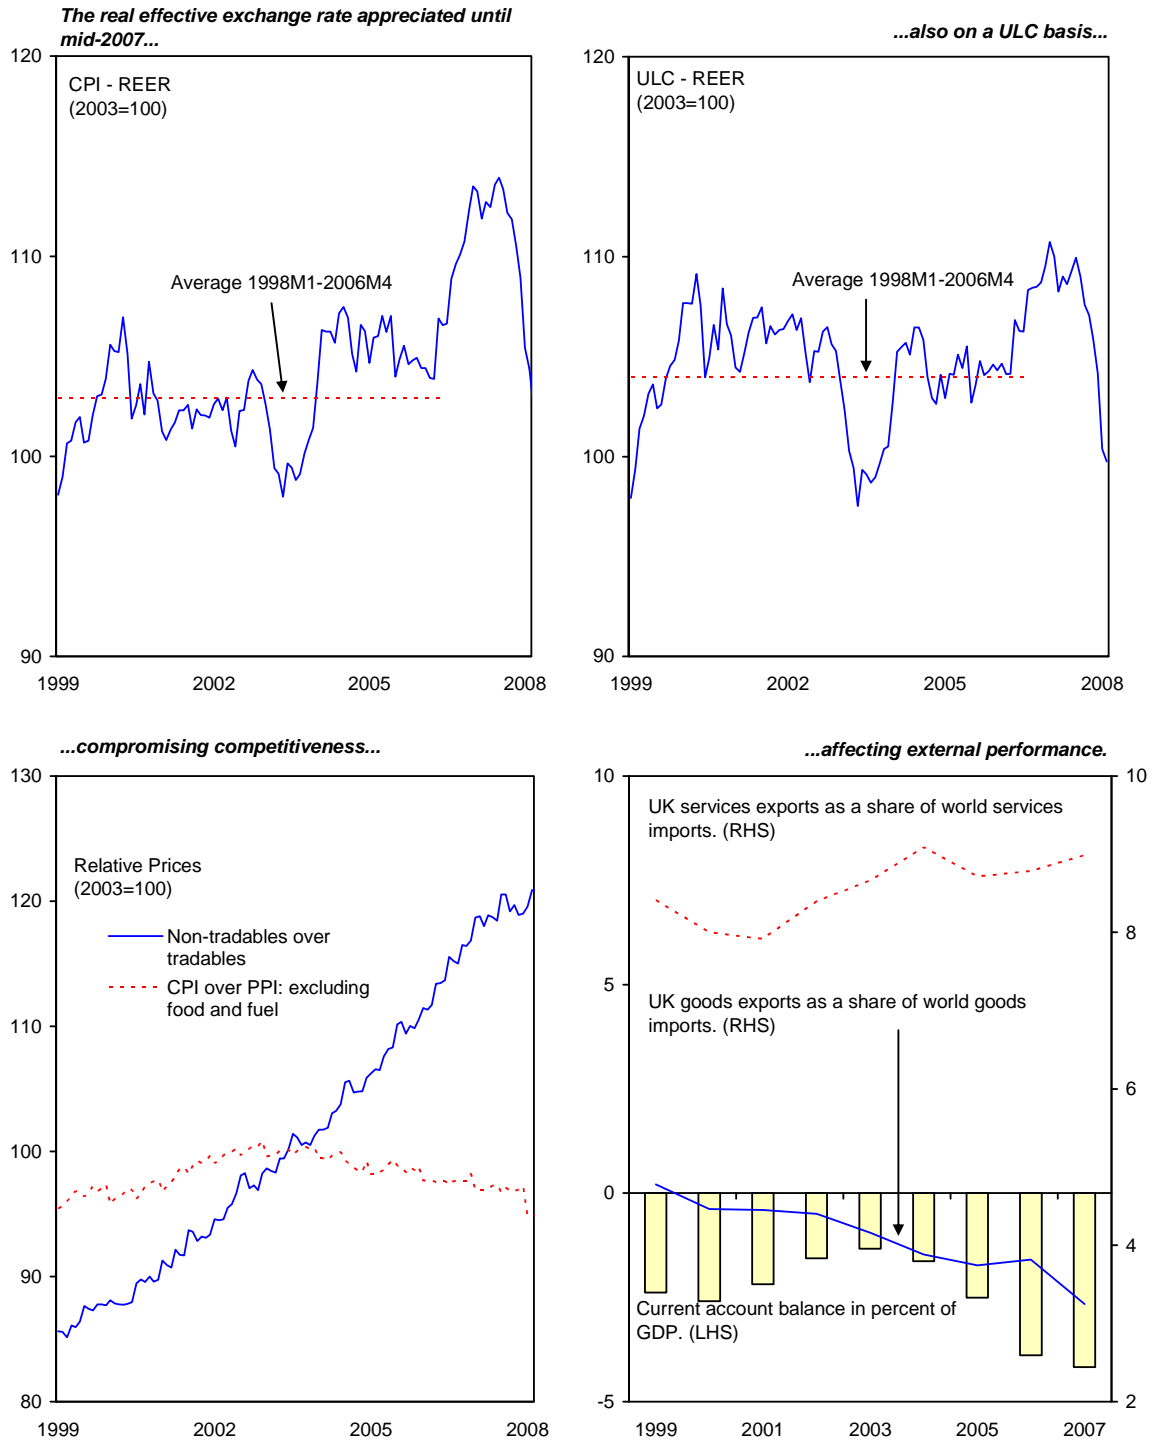 The real effective exchange rate appreciated until
mid-2007...
120
110
100
90
CPI - REER
(2003=100)
Average 1998M1-2006M4
1999
2002
2005
2008
...also on a ULC basis...
120
110
100
90
ULC - REER
(2003=100)
Average 1998M1-2006M4
1999
2002
2005
2008
...compromising competitiveness...
130
120
110
100
90
80
Relative Prices
(2003=100)
Non-tradables over
tradables
CPI over PPI: excluding
food and fuel
1999
2002
2005
2008
...affecting external performance.
10
5
0
-5
UK services exports as a share of world services
imports. (RHS)
UK goods exports as a share of world goods
imports. (RHS)
Current account balance in percent of
GDP. (LHS)
10
8
6
4
2
1999
2001
2003
2005
2007